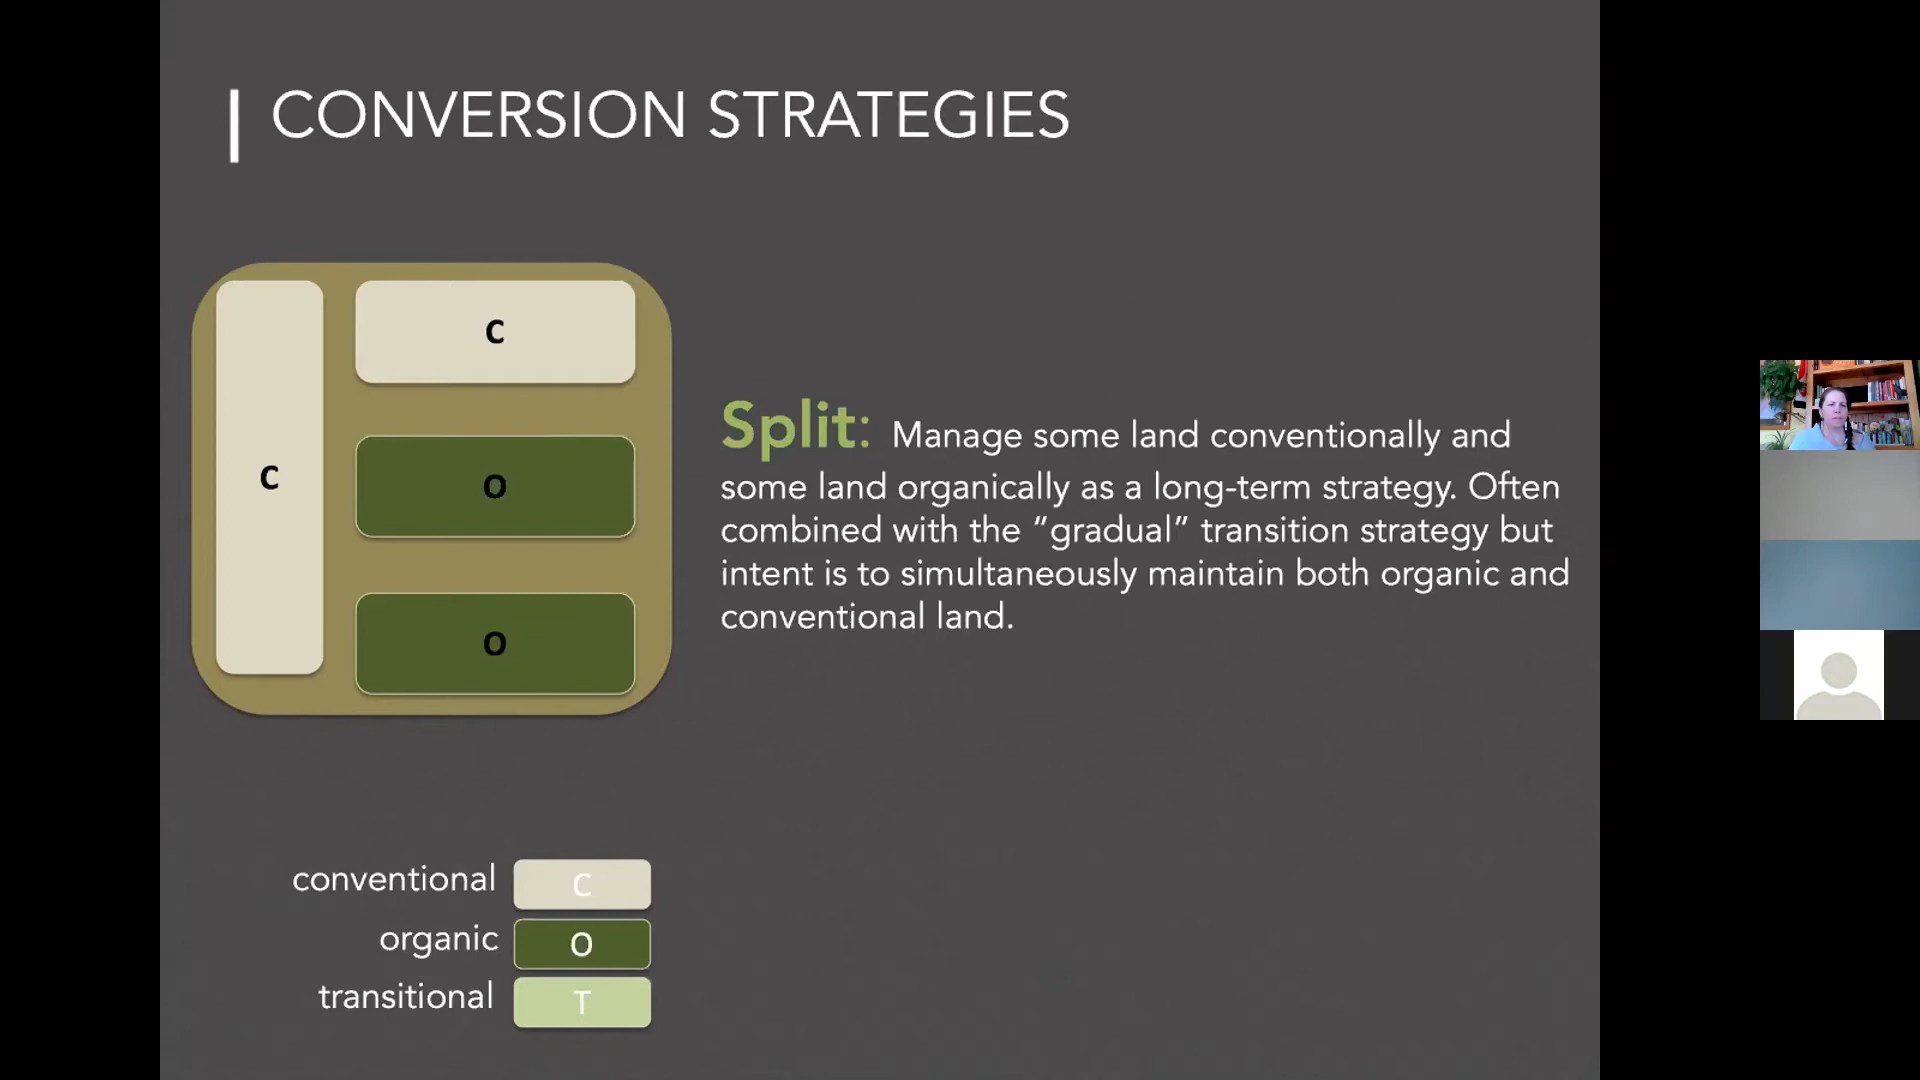 CONVERSION STRATEGIES
C
C
O
O
Split: Manage some land conventionally and
some land organically as a long-term strategy. Often
combined with the “gradual” transition strategy but
intent is to simultaneously maintain both organic and
conventional land.
conventional C
organic O
transitional T